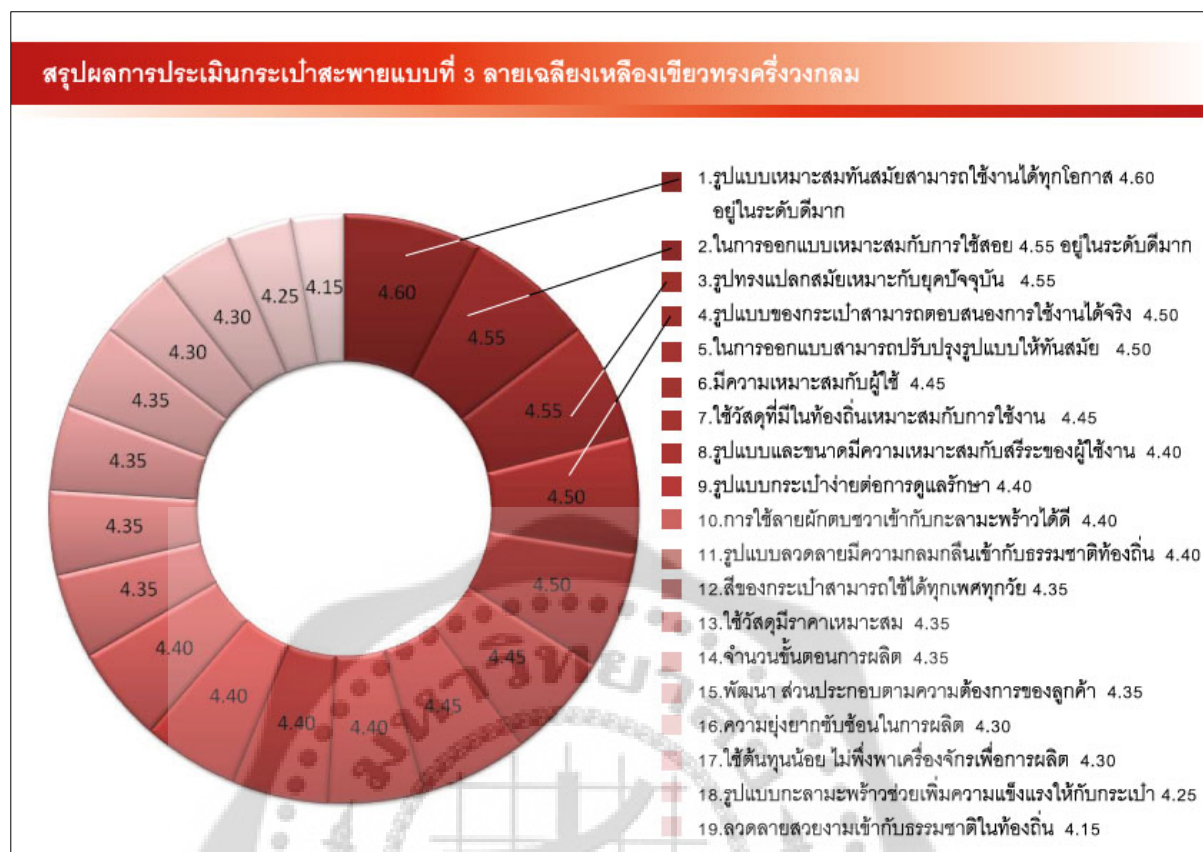 สรุปผลการประเมินกระเป๋าสะพายแบบที่ 3 ลายเฉลียงเหลืองเขียวทรงครึ่งวงกลม
4.60
4.55
4.55
4.50
4.50
4.45
4.45
4.40
4.40
4.40
4.40
4.35
4.35
4.35
4.35
4.30
4.30
4.25
4.15
1.รูปแบบเหมาะสมทันสมัยสามารถใช้งานได้ทุกโอกาส 4.60
อยู่ในระดับดีมาก
2.ในการออกแบบเหมาะสมกับการใช้สอย 4.55 อยู่ในระดับดีมาก
3.รูปทรงแปลกสมัยเหมาะกับยุคปัจจุบัน 4.55
4.รูปแบบของกระเป๋าสามารถตอบสนองการใช้งานได้จริง 4.50
5.ในการออกแบบสามารถปรับปรุงรูปแบบให้ทันสมัย 4.50
6.มีความเหมาะสมกับผู้ใช้ 4.45
7.ใช้วัสดุที่มีในท้องถิ่นเหมาะสมกับการใช้งาน 4.45
8.รูปแบบและขนาดมีความเหมาะสมกับสรีระของผู้ใช้งาน 4.40
9.รูปแบบกระเป๋าง่ายต่อการดูแลรักษา 4.40
10.การใช้ลายผักตบชวาเข้ากับกะลามะพร้าวได้ดี 4.40
11.รูปแบบลวดลายมีความกลมกลืนเข้ากับธรรมชาติท้องถิ่น 4.40
12.สีของกระเป๋าสามารถใช้ได้ทุกเพศทุกวัย 4.35
13.ใช้วัสดุมีราคาเหมาะสม 4.35
14.จำนวนขั้นตอนการผลิต 4.35
15.พัฒนา ส่วนประกอบตามความต้องการของลูกค้า 4.35
16.ความยุ่งยากซับซ้อนในการผลิต 4.30
17.ใช้ต้นทุนน้อย ไม่พึ่งพาเครื่องจักรเพื่อการผลิต 4.30
18.รูปแบบกะลามะพร้าวช่วยเพิ่มความแข็งแรงให้กับกระเป๋า 4.25
19.ลวดลายสวยงามเข้ากับธรรมชาติในท้องถิ่น 4.15